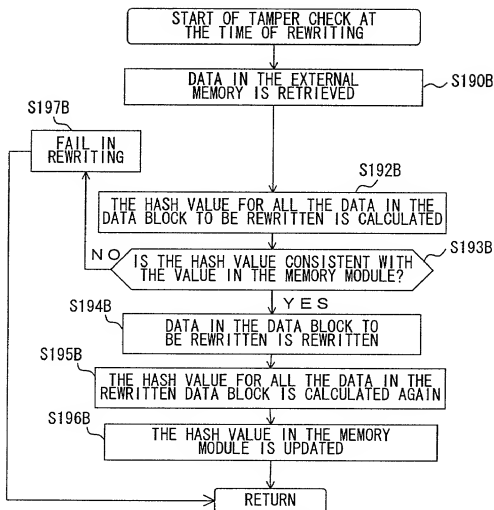 START OF TAMPER CHECK AT
THE TIME OF REWRITING
DATA IN THE EXTERNAL
MEMORY IS RETRIEVED
S190B
S197B
FAIL IN
REWRITING
S192B
THE HASH VALUE FOR ALL THE DATA IN THE
DATA BLOCK TO BE REWRITTEN IS CALCULATED
NO
IS THE HASH VALUE CONSISTENT WITH
THE VALUE IN THE MEMORY MODULE?
S193B
YES
S194B
DATA IN THE DATA BLOCK TO
BE REWRITTEN IS REWRITTEN
S195B
THE HASH VALUE FOR ALL THE DATA IN THE
REWRITTEN DATA BLOCK IS CALCULATED AGAIN
S196B
THE HASH VALUE IN THE MEMORY
MODULE IS UPDATED
RETURN